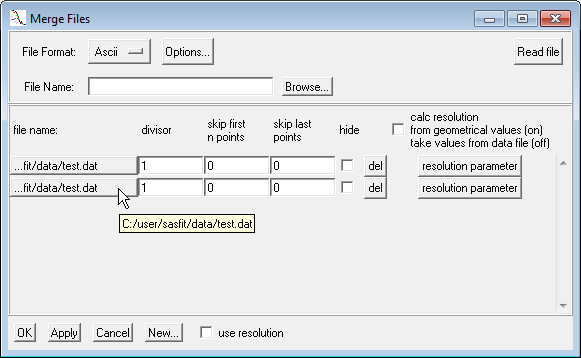 Merge Files
File Format: Ascii Options... Read file
File Name: Browse...
calc resolution
from geometrical values (on)
take values from data file (off)
file name: divisor skip first n points skip last points hide
...fit/data/test.dat 1 0 0 del resolution parameter
...fit/data/test.dat 1 0 0 del resolution parameter
C:/user/sasfit/data/test.dat
OK Apply Cancel New... use resolution